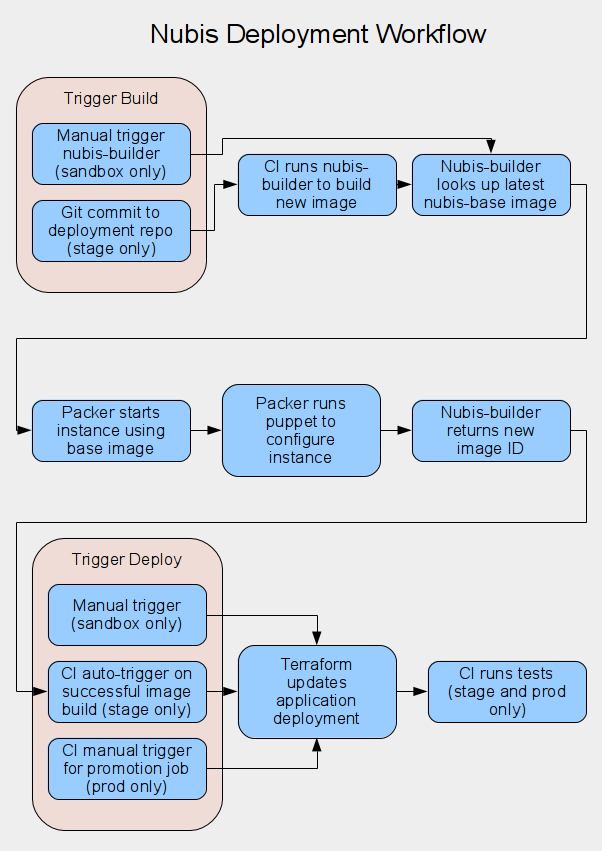 Nubis Deployment Workflow
Trigger Build
Manual trigger
nubis-builder
(sandbox only)
Git commit to
deployment repo
(stage only)
CI runs nubis-
builder to build
new image
Nubis-builder
looks up latest
nubis-base image
Packer starts
instance using
base image
Packer runs
puppet to
configure
instance
Nubis-builder
returns new
image ID
Trigger Deploy
Manual trigger
(sandbox only)
CI auto-trigger on
successful image
build (stage only)
CI manual trigger
for promotion job
(prod only)
Terraform
updates
application
deployment
CI runs tests
(stage and prod
only)